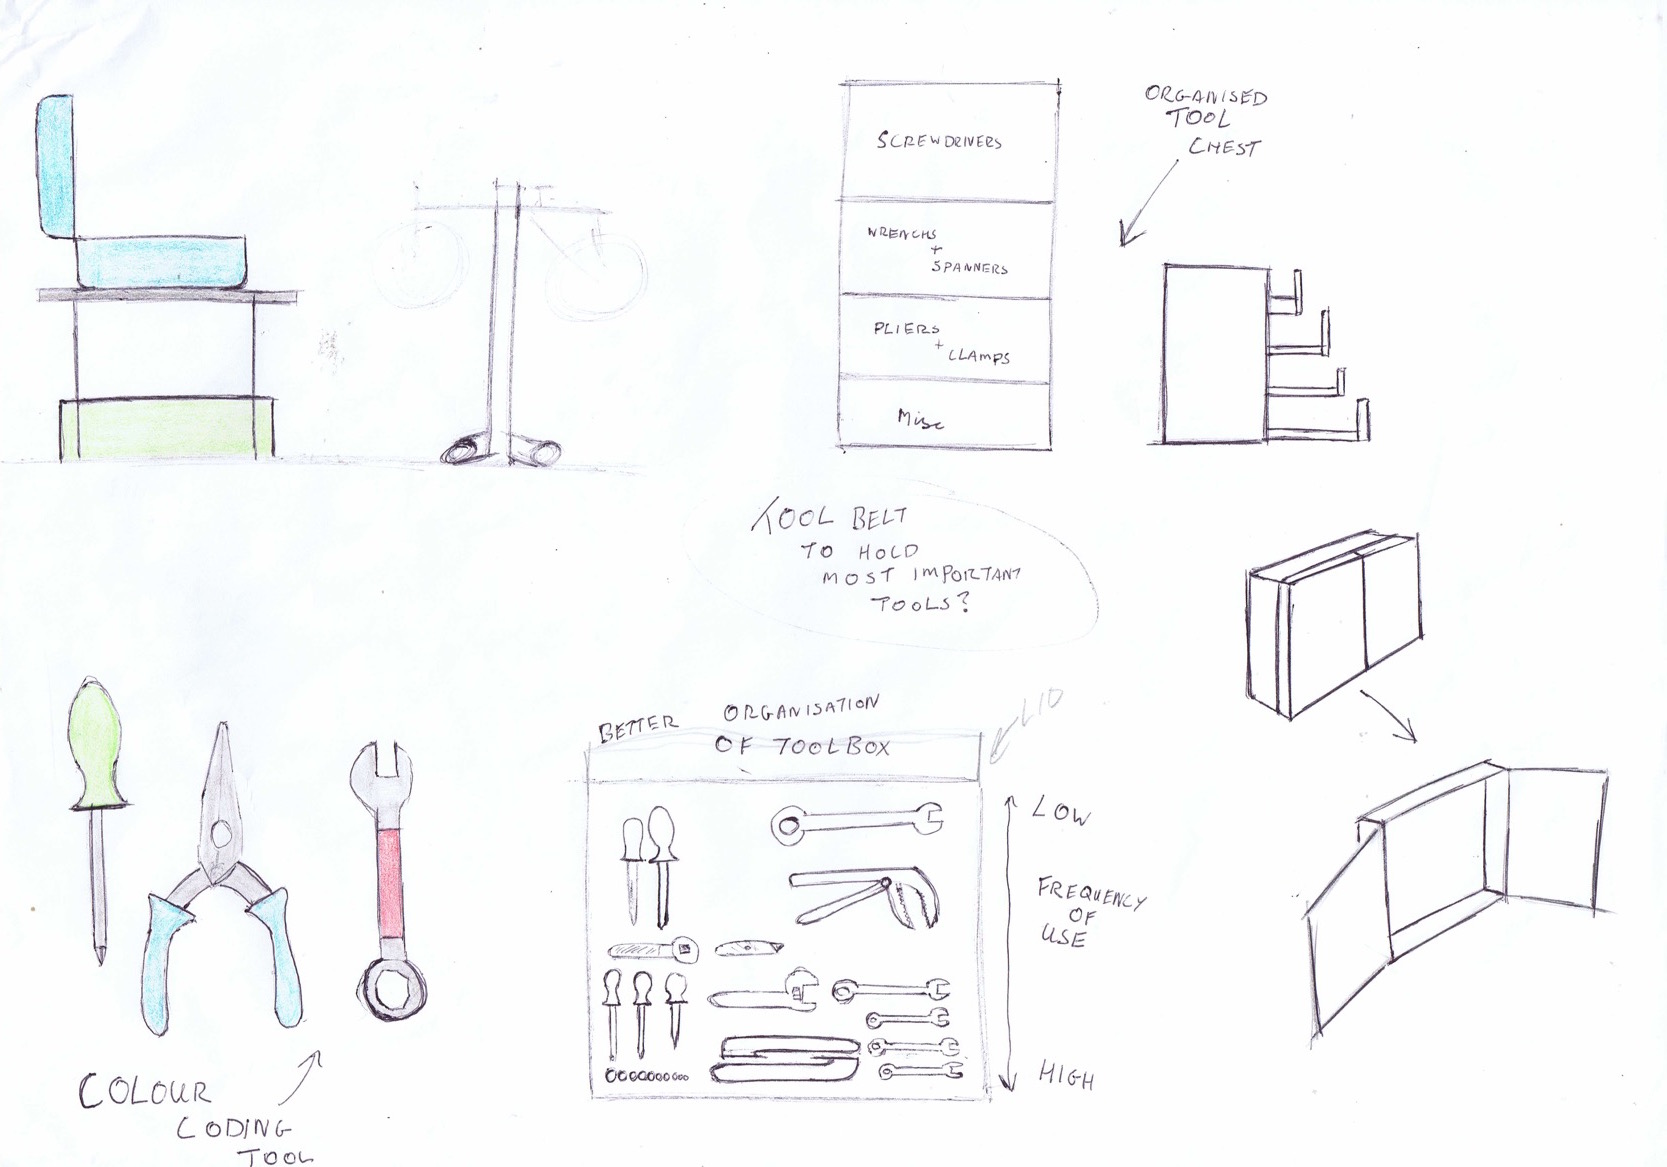 ORGANISED
TOOL
CHEST
SCREWDRIVERS
WRENCHS
+
SPANNERS
PLIERS
+
CLAMPS
Misc
TOOL BELT
TO HOLD
MOST IMPORTANT
TOOLS?
BETTER ORGANISATION
OF TOOLBOX
LID
LOW
FREQUENCY
OF
USE
HIGH
COLOUR
CODING
TOOL